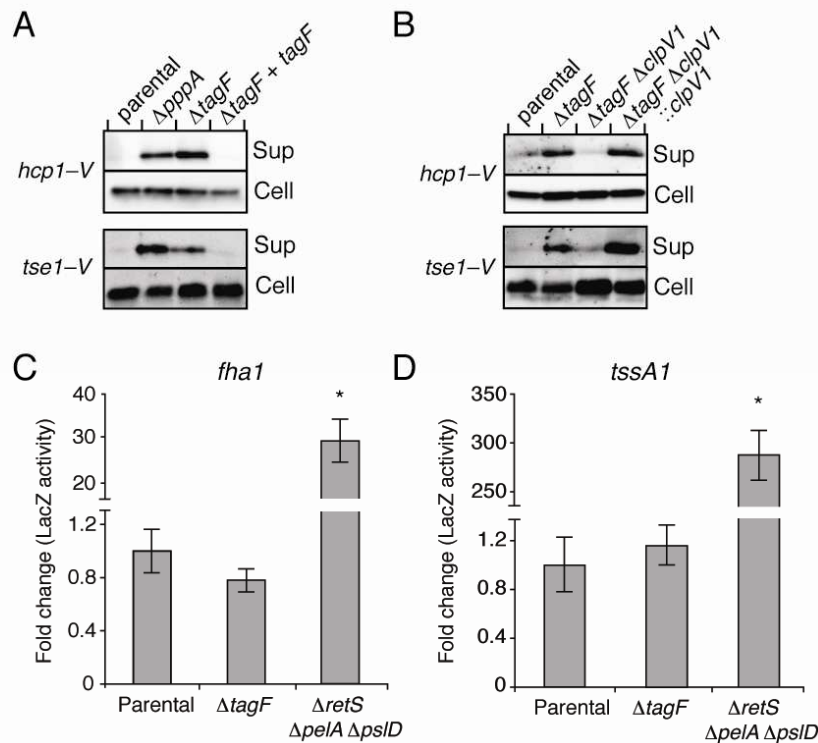 A
parental
ΔpppA
ΔtagF
ΔtagF + tagF
hcp1–V
Sup
Cell
tse1–V
Sup
Cell
B
parental
ΔtagF
ΔtagF ΔclpV1
ΔtagF ΔclpV1
::clpV1
hcp1–V
Sup
Cell
tse1–V
Sup
Cell
C
fha1
Fold change (LacZ activity)
40
30
20
1.2
0.8
0.4
0
*
Parental
ΔtagF
ΔretS
ΔpelA ΔpslD
D
tssA1
Fold change (LacZ activity)
350
300
250
1.2
0.8
0.4
0
*
Parental
ΔtagF
ΔretS
ΔpelA ΔpslD